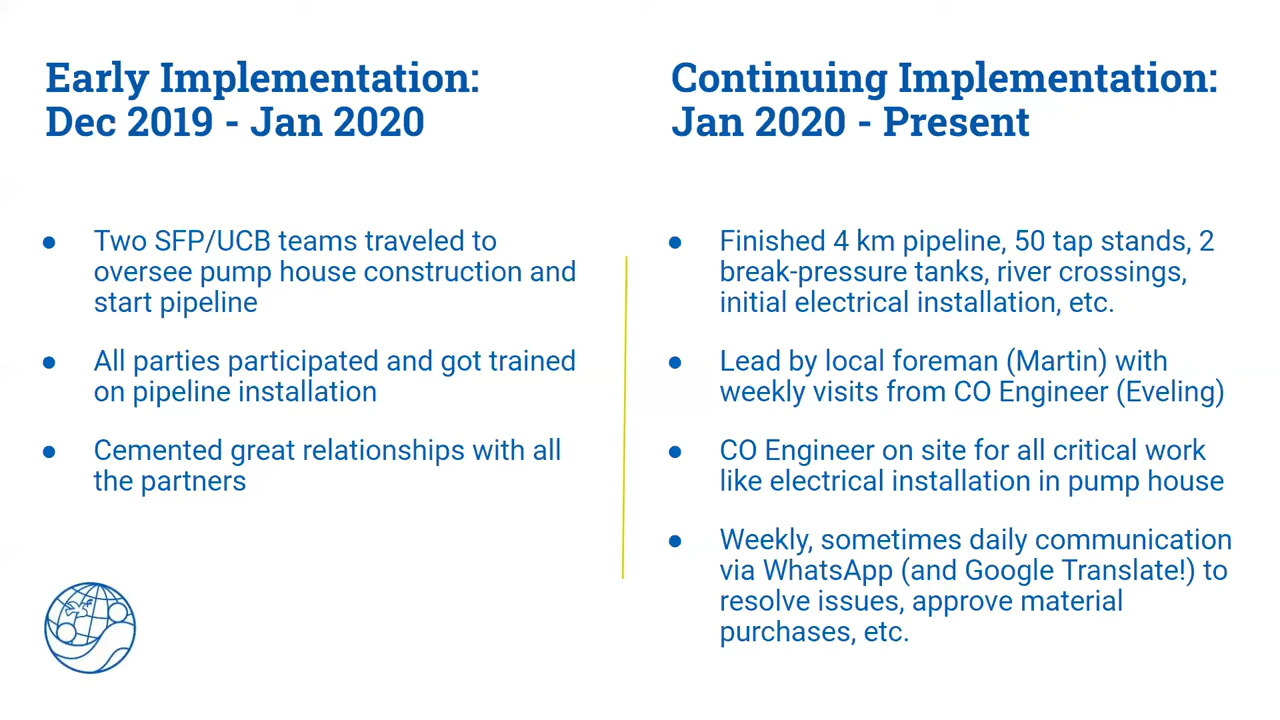 Early Implementation:
Dec 2019 - Jan 2020
● Two SFP/UCB teams traveled to
oversee pump house construction and
start pipeline
● All parties participated and got trained
on pipeline installation
● Cemented great relationships with all
the partners
Continuing Implementation:
Jan 2020 - Present
● Finished 4 km pipeline, 50 tap stands, 2
break-pressure tanks, river crossings,
initial electrical installation, etc.
● Lead by local foreman (Martin) with
weekly visits from CO Engineer (Eveling)
● CO Engineer on site for all critical work
like electrical installation in pump house
● Weekly, sometimes daily communication
via WhatsApp (and Google Translate!) to
resolve issues, approve material
purchases, etc.